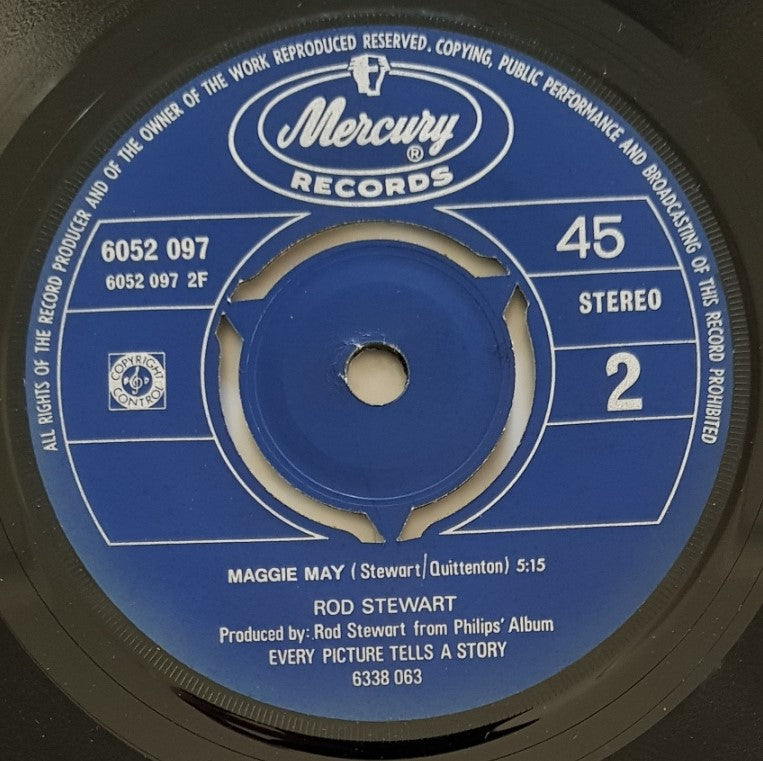 ALL RIGHTS OF THE RECORD PRODUCER AND OF THE OWNER OF THE WORK REPRODUCED RESERVED. COPYING, PUBLIC PERFORMANCE AND BROADCASTING OF THIS RECORD PROHIBITED
Mercury ®
RECORDS
6052 097
6052 097 2F
45
STEREO
COPYRIGHT
CONTROL
2
MAGGIE MAY (Stewart/Quittenton) 5:15
ROD STEWART
Produced by: Rod Stewart from Philips' Album
EVERY PICTURE TELLS A STORY
6338 063